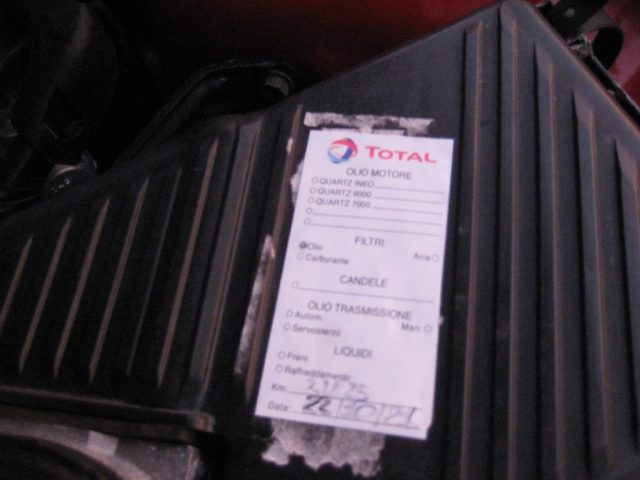 TOTAL
OLIO MOTORE
QUARTZ INEO
QUARTZ 9000
QUARTZ 7000
FILTRI
Olio Aria
Carburante
CANDELE
OLIO TRASMISSIONE
Autom. Man.
Servosterzo
LIQUIDI
Freni
Raffreddamento
Km:
Data: 22